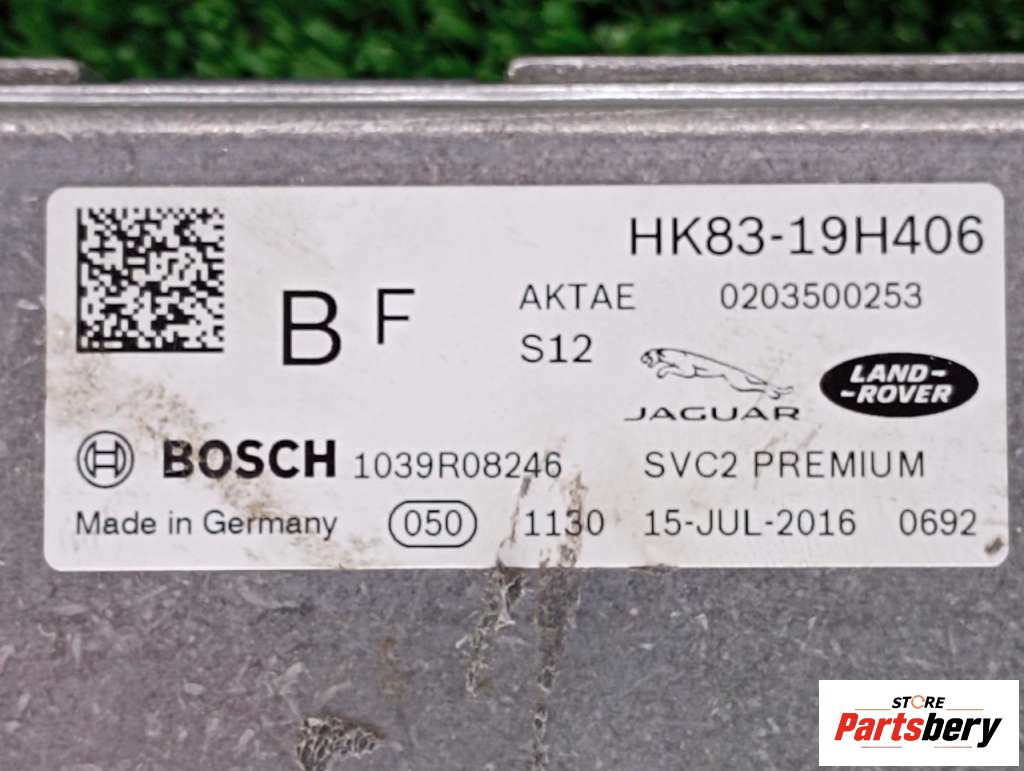 HK83-19H406
B F
AKTAE 0203500253
S12
JAGUAR
LAND-
-ROVER
BOSCH 1039R08246 SVC2 PREMIUM
Made in Germany 050 1130 15-JUL-2016 0692
STORE
Partsbery